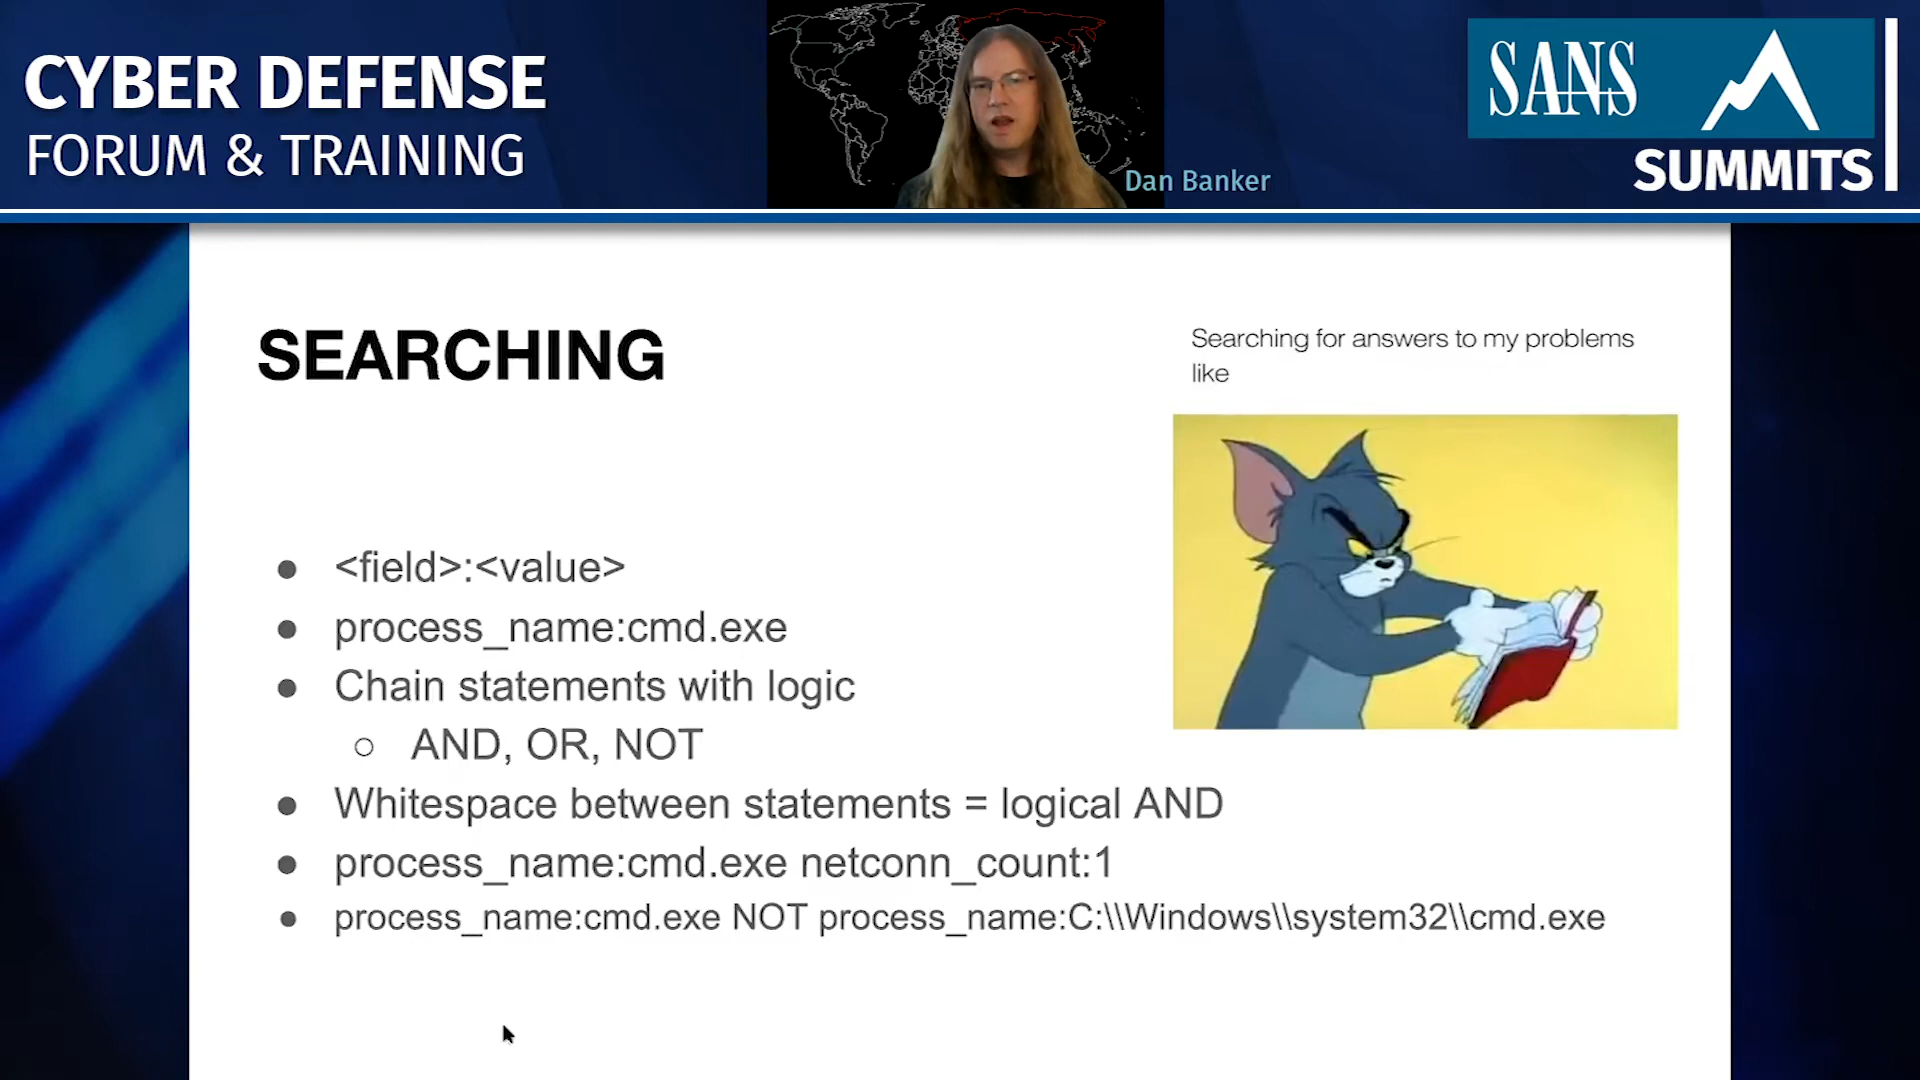 CYBER DEFENSE
FORUM & TRAINING
Dan Banker
SANS
SUMMITS
SEARCHING
Searching for answers to my problems
like
● <field>:<value>
● process_name:cmd.exe
● Chain statements with logic
○ AND, OR, NOT
● Whitespace between statements = logical AND
● process_name:cmd.exe netconn_count:1
● process_name:cmd.exe NOT process_name:C:\\Windows\\system32\\cmd.exe